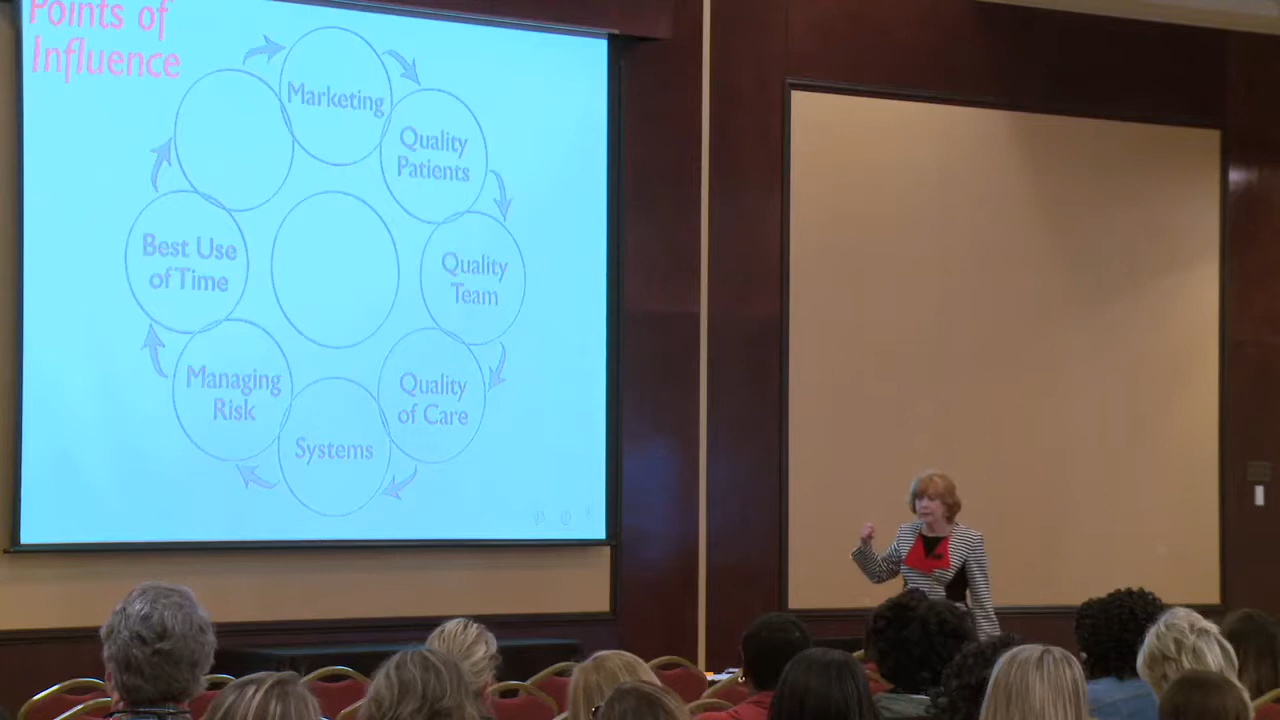 Points of
Influence
Marketing
Quality
Patients
Quality
Team
Quality
of Care
Systems
Managing
Risk
Best Use
of Time